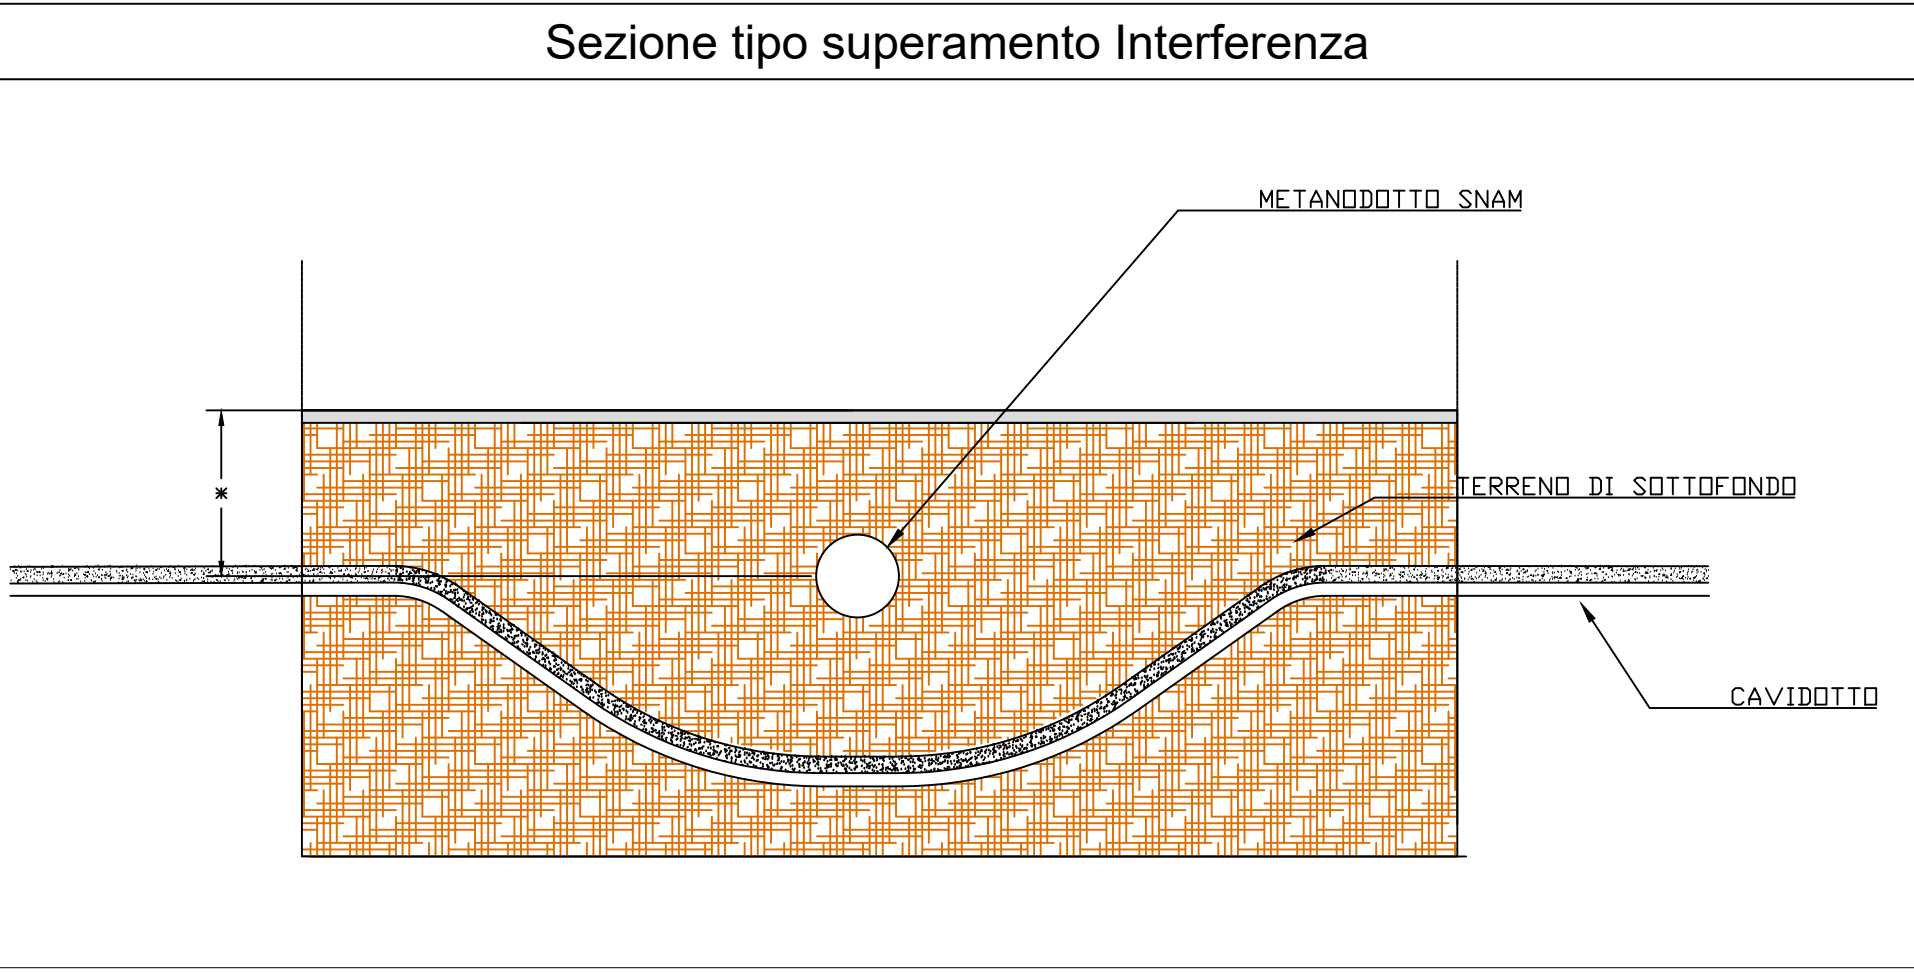 Sezione tipo superamento Interferenza
METANODOTTO SNAM
*
TERRENO DI SOTTOFONDO
CAVIDOTTO